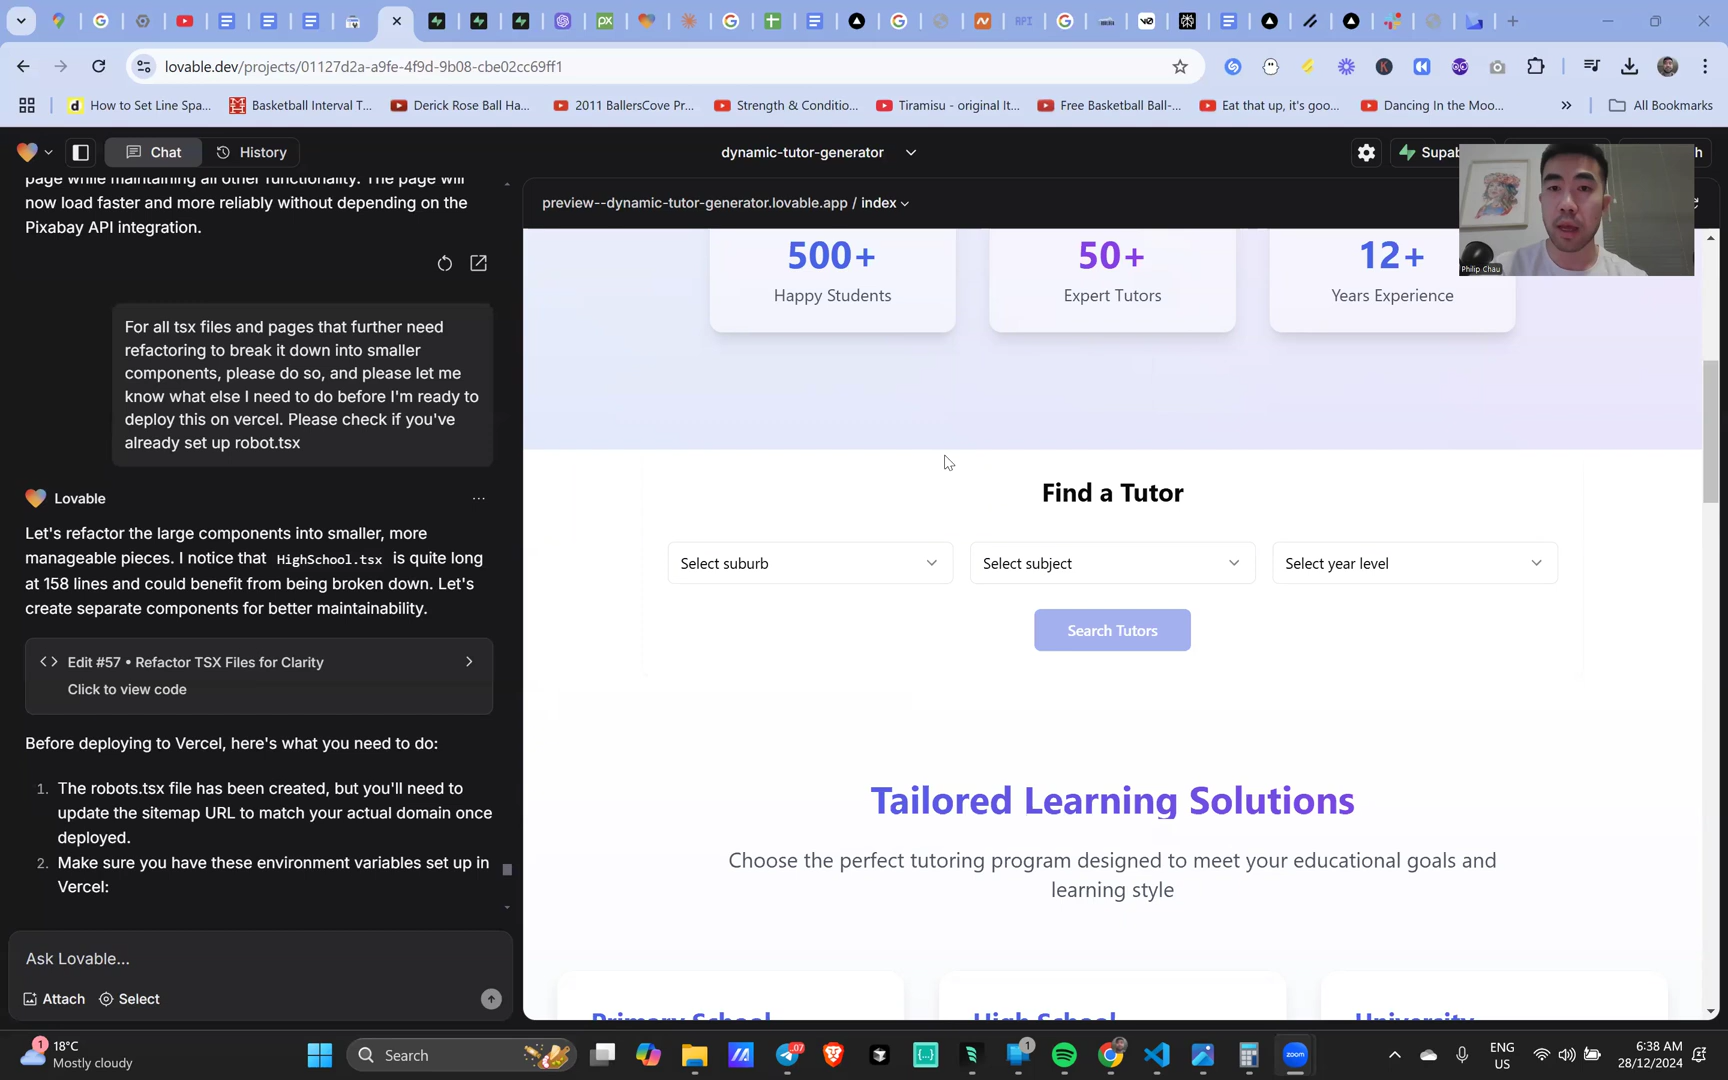 lovable.dev/projects/01127d2a-a9fe-4f9d-9b08-cbe02cc69ff1
How to Set Line Spa...
Basketball Interval T...
Derick Rose Ball Ha...
2011 BallersCove Pr...
Strength & Conditio...
Tiramisu - original It...
Free Basketball Ball-...
Eat that up, it's goo...
Dancing In the Moo...
All Bookmarks
Chat
History
dynamic-tutor-generator
Supab
h
page while maintaining all other functionality. The page will
now load faster and more reliably without depending on the
Pixabay API integration.
For all tsx files and pages that further need
refactoring to break it down into smaller
components, please do so, and please let me
know what else I need to do before I'm ready to
deploy this on vercel. Please check if you've
already set up robot.tsx
Lovable
Let's refactor the large components into smaller, more
manageable pieces. I notice that HighSchool.tsx is quite long
at 158 lines and could benefit from being broken down. Let's
create separate components for better maintainability.
Edit #57 • Refactor TSX Files for Clarity
Click to view code
Before deploying to Vercel, here's what you need to do:
1. The robots.tsx file has been created, but you'll need to
update the sitemap URL to match your actual domain once
deployed.
2. Make sure you have these environment variables set up in
Vercel:
Ask Lovable...
Attach
Select
preview--dynamic-tutor-generator.lovable.app / index
Philip Chau
500+
Happy Students
50+
Expert Tutors
12+
Years Experience
Find a Tutor
Select suburb
Select subject
Select year level
Search Tutors
Tailored Learning Solutions
Choose the perfect tutoring program designed to meet your educational goals and
learning style
Primary School
High School
University
1
18°C
Mostly cloudy
Search
.07
1
zoom
ENG
US
6:38 AM
28/12/2024